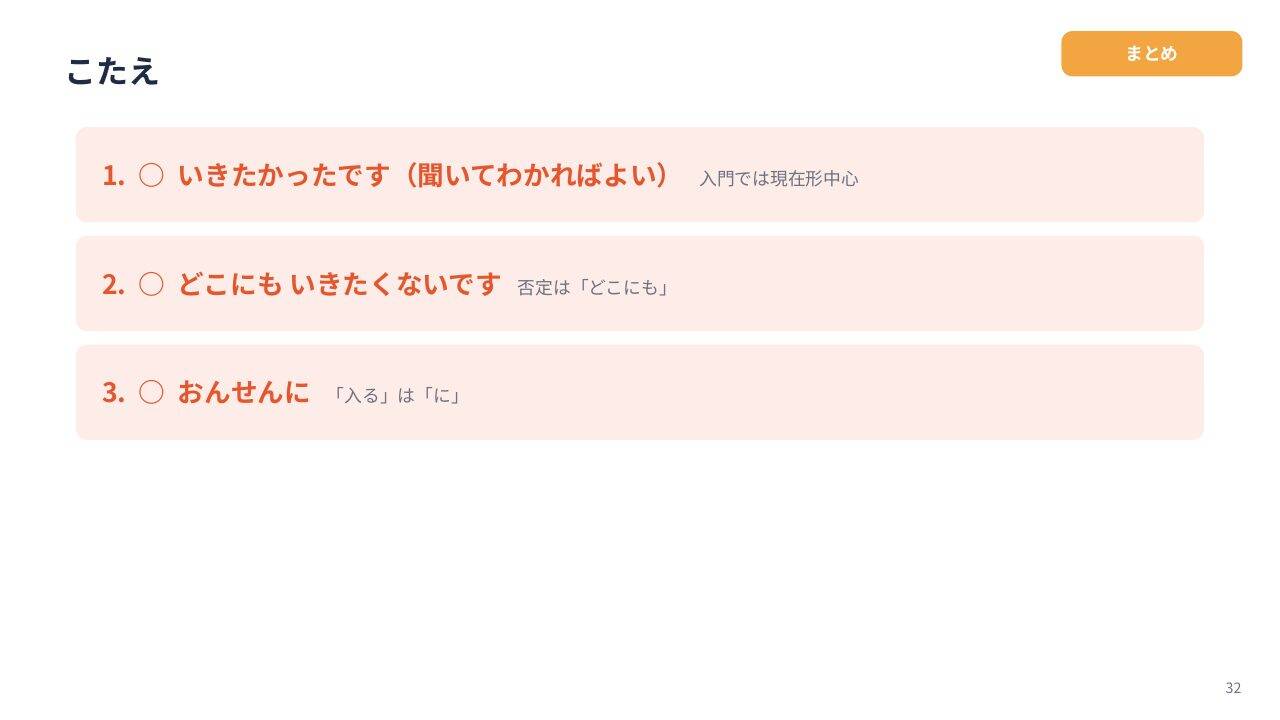 こたえ
まとめ
1. ○ いきたかったです（聞いてわかればよい） 入門では現在形中心
2. ○ どこにも いきたくないです 否定は「どこにも」
3. ○ おんせんに 「入る」は「に」
32